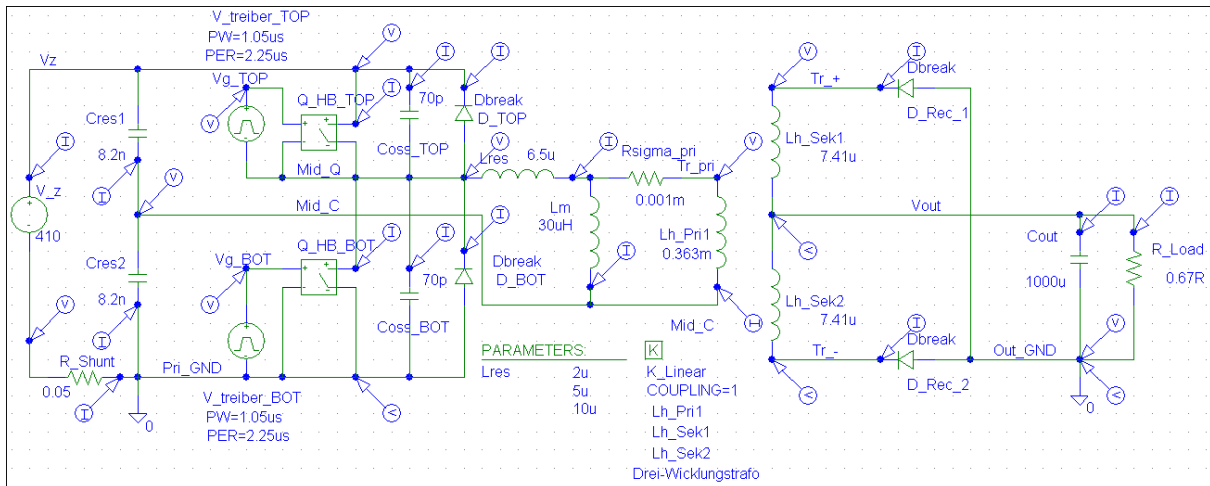 V_treiber_TOP
PW=1.05us
PER=2.25us
Vz
Vg_TOP
Q_HB_TOP
70p
Dbreak
D_TOP
Coss_TOP
Cres1
8.2n
V_z
410
Mid_Q
Lres
6.5u
Rsigma_pri
0.001m
Tr_pri
Mid_C
Lm
30uH
Lh_Pri1
0.363m
Vg_BOT
Q_HB_BOT
70p
Dbreak
D_BOT
Coss_BOT
Cres2
8.2n
R_Shunt
0.05
Pri_GND
0
V_treiber_BOT
PW=1.05us
PER=2.25us
Mid_C
PARAMETERS:
Lres
2u
5u
10u
K
K_Linear
COUPLING=1
Lh_Pri1
Lh_Sek1
Lh_Sek2
Drei-Wicklungstrafo
Tr_+
Dbreak
D_Rec_1
Lh_Sek1
7.41u
Vout
Cout
1000u
R_Load
0.67R
Lh_Sek2
7.41u
Tr_-
Dbreak
D_Rec_2
Out_GND
0